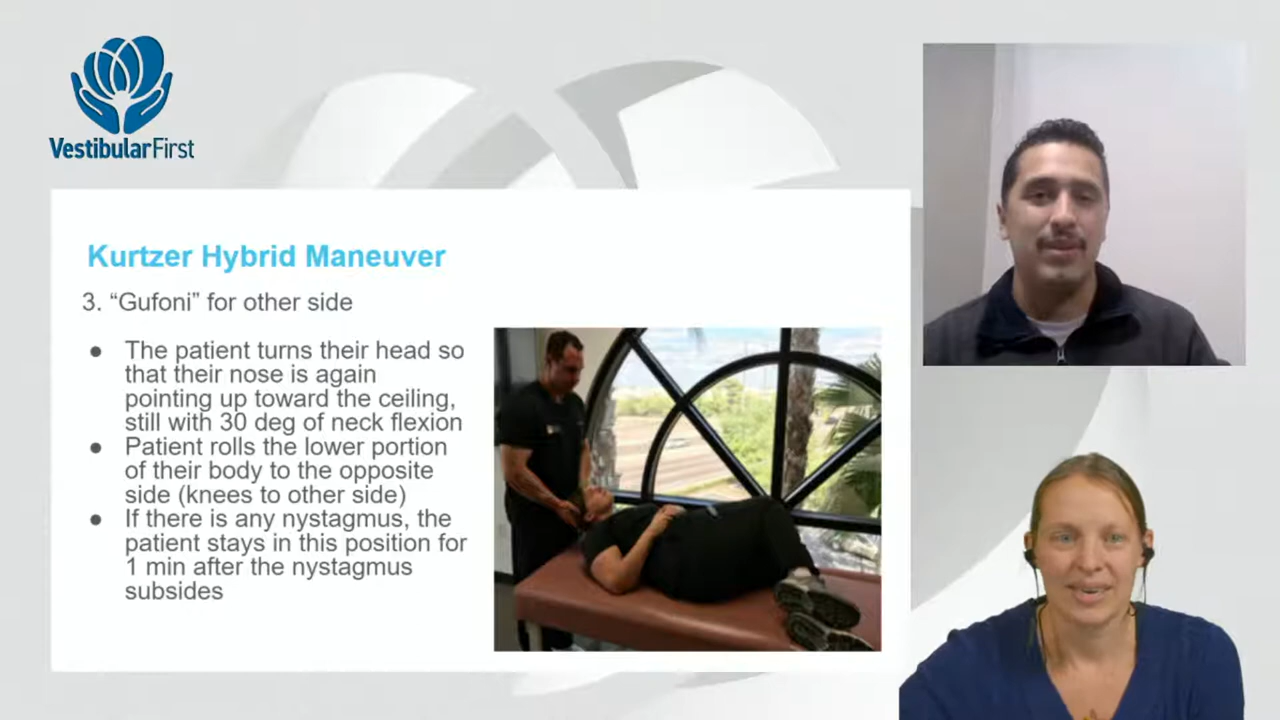 VestibularFirst
Kurtzer Hybrid Maneuver
3. “Gufoni” for other side
● The patient turns their head so
that their nose is again
pointing up toward the ceiling,
still with 30 deg of neck flexion
● Patient rolls the lower portion
of their body to the opposite
side (knees to other side)
● If there is any nystagmus, the
patient stays in this position for
1 min after the nystagmus
subsides